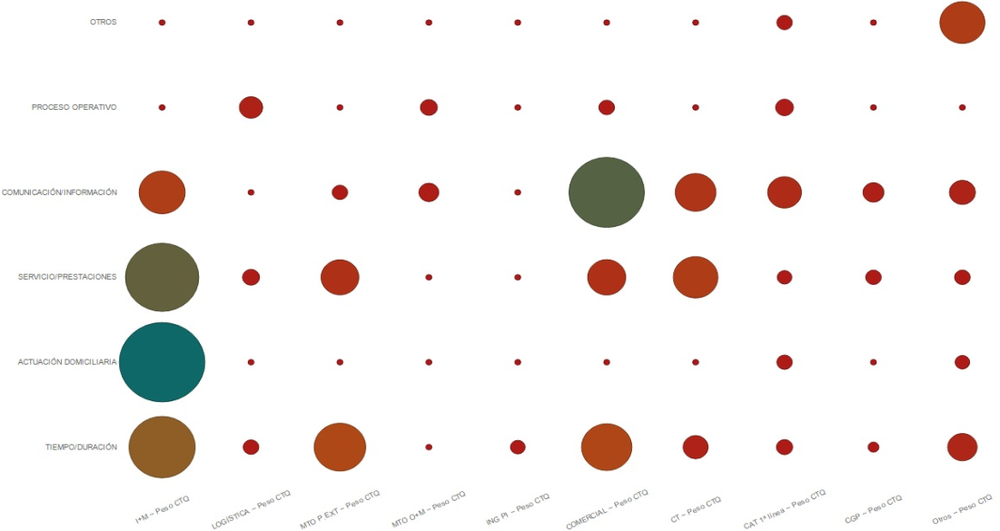 OTROS
PROCESO OPERATIVO
COMUNICACIÓN/INFORMACIÓN
SERVICIO/PRESTACIONES
ACTUACIÓN DOMICILIARIA
TIEMPO/DURACIÓN
I+M ~ Peso CTQ
LOGÍSTICA ~ Peso CTQ
MTO P ExT ~ Peso CTQ
MTO O+M ~ Peso CTQ
ING PI ~ Peso CTQ
COMERCIAL ~ Peso CTQ
CT ~ Peso CTQ
CAT 1ª línea ~ Peso CTQ
CGP ~ Peso CTQ
Otros ~ Peso CTQ